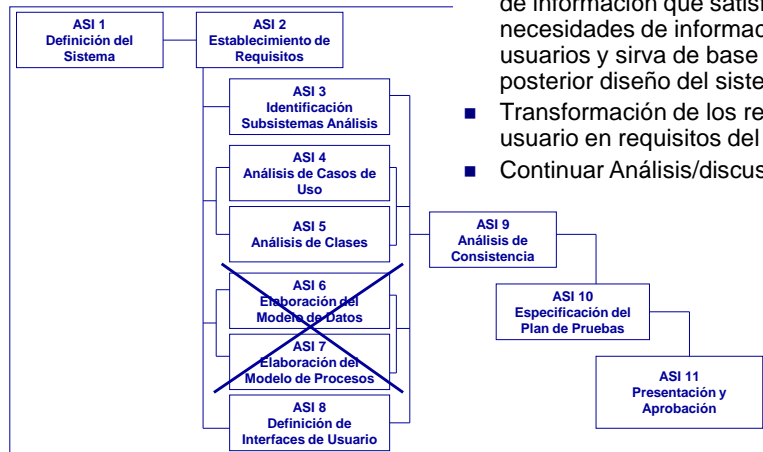 de información que satisf
necesidades de informac
usuarios y sirva de base
posterior diseño del siste
Transformación de los re
usuario en requisitos del
Continuar Análisis/discus
ASI 1
Definición del
Sistema
ASI 2
Establecimiento de
Requisitos
ASI 3
Identificación
Subsistemas Análisis
ASI 4
Análisis de Casos de
Uso
ASI 5
Análisis de Clases
ASI 6
Elaboración del
Modelo de Datos
ASI 7
Elaboración del
Modelo de Procesos
ASI 8
Definición de
Interfaces de Usuario
ASI 9
Análisis de
Consistencia
ASI 10
Especificación del
Plan de Pruebas
ASI 11
Presentación y
Aprobación